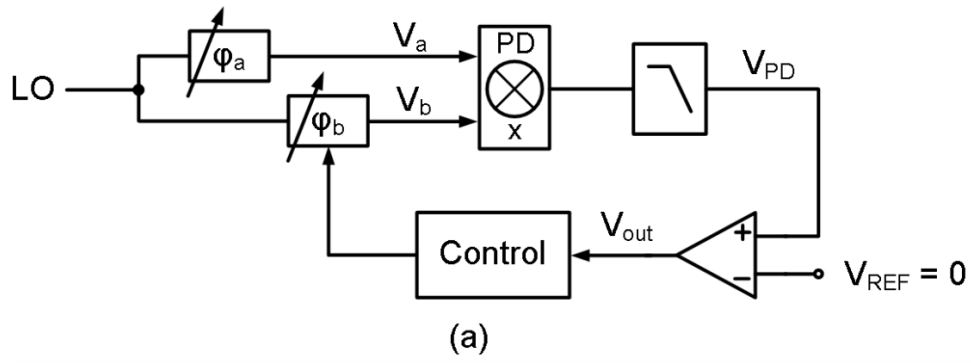 LO
φa
Va
φb
Vb
PD
x
VPD
Control
Vout
+
−
VREF = 0
(a)